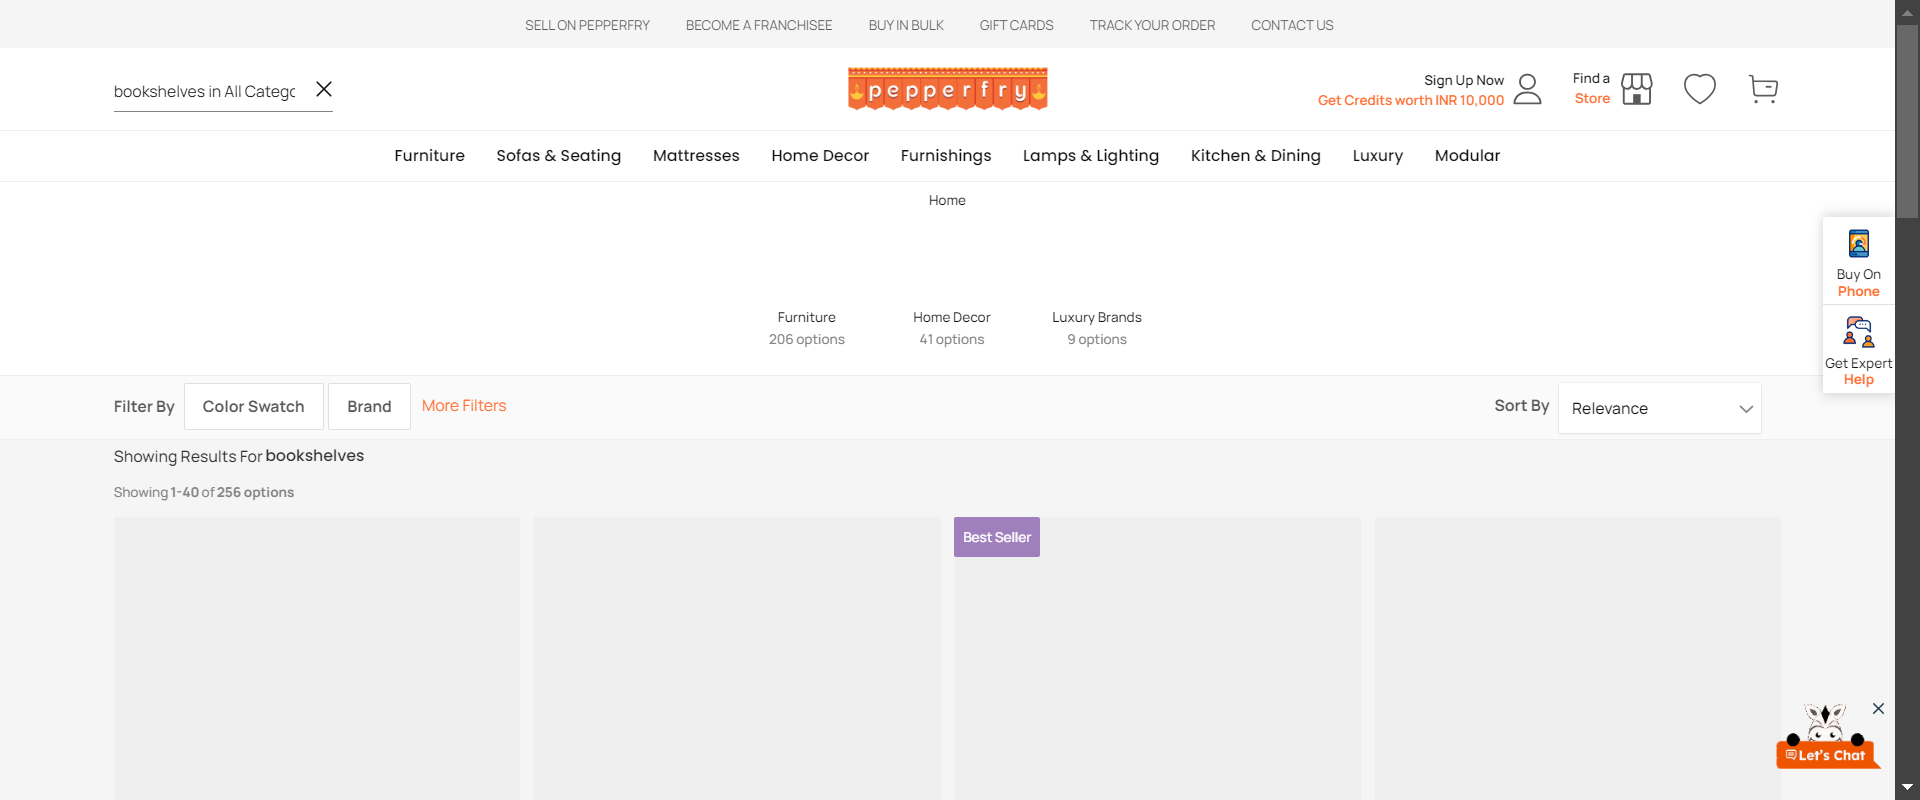 SELL ON PEPPERFRY BECOME A FRANCHISEE BUY IN BULK GIFT CARDS TRACK YOUR ORDER CONTACT US
bookshelves in All Catego
pepperfry
Sign Up Now
Get Credits worth INR 10,000
Find a
Store
Furniture Sofas & Seating Mattresses Home Decor Furnishings Lamps & Lighting Kitchen & Dining Luxury Modular
Home
Buy On
Phone
Get Expert
Help
Furniture Home Decor Luxury Brands
206 options 41 options 9 options
Filter By Color Swatch Brand More Filters Sort By Relevance
Showing Results For bookshelves
Showing 1-40 of 256 options
Best Seller
Let's Chat